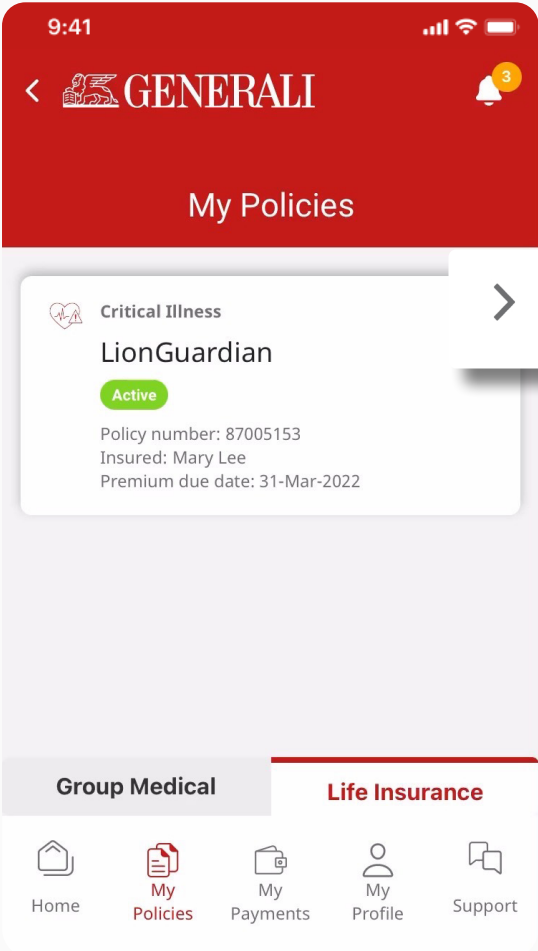 9:41
GENERALI
3
My Policies
Critical Illness
LionGuardian
Active
Policy number: 87005153
Insured: Mary Lee
Premium due date: 31-Mar-2022
Group Medical
Life Insurance
Home
My
Policies
My
Payments
My
Profile
Support